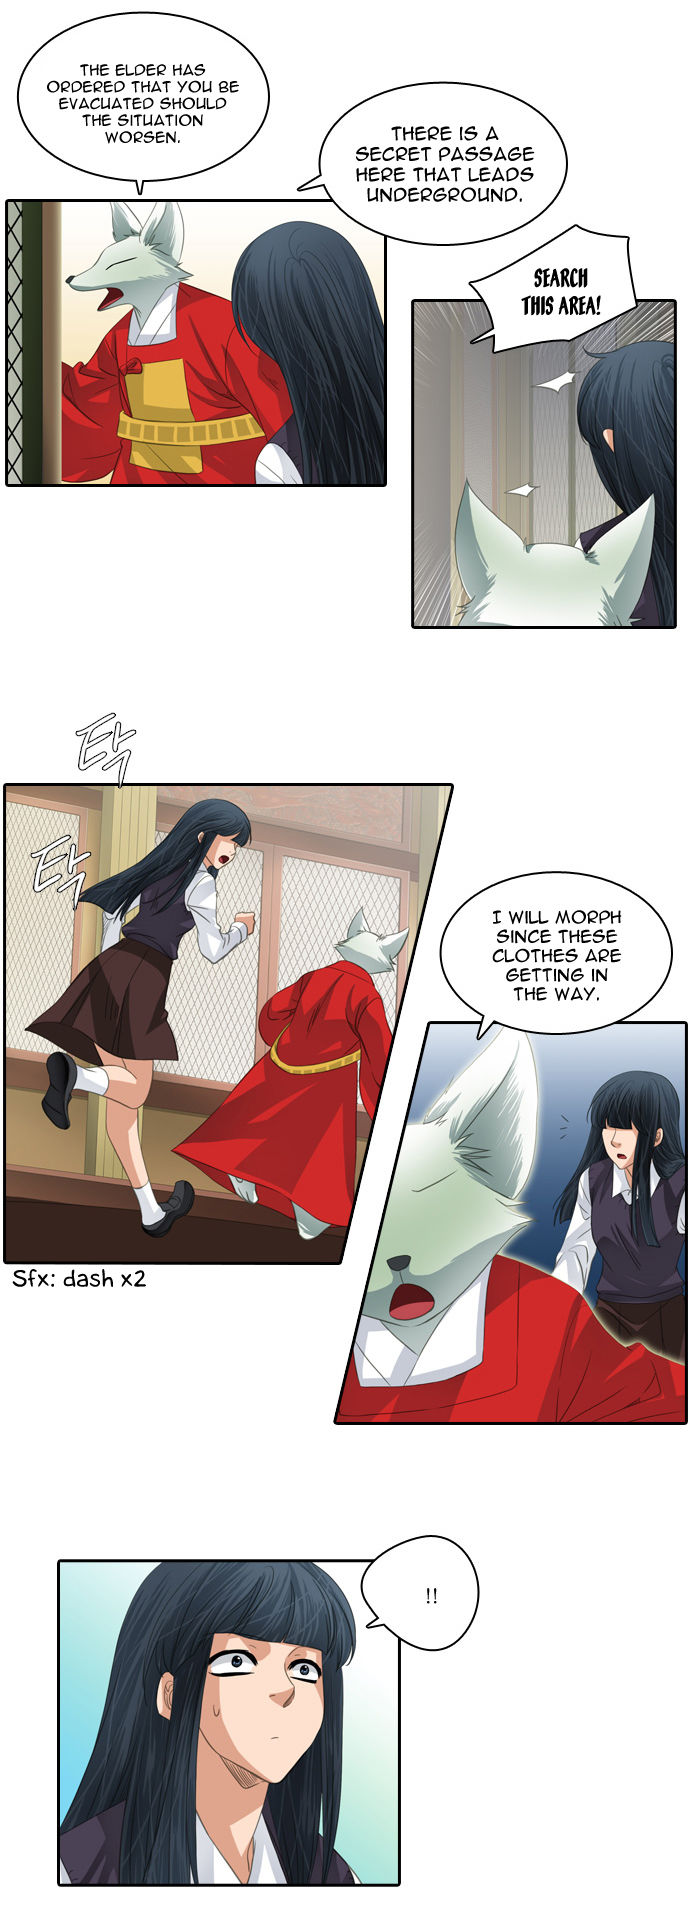 THE ELDER HAS
ORDERED THAT YOU BE
EVACUATED SHOULD
THE SITUATION
WORSEN.
THERE IS A
SECRET PASSAGE
HERE THAT LEADS
UNDERGROUND.
SEARCH
THIS AREA!
탁
탁
Sfx: dash x2
I WILL MORPH
SINCE THESE
CLOTHES ARE
GETTING IN
THE WAY.
!!